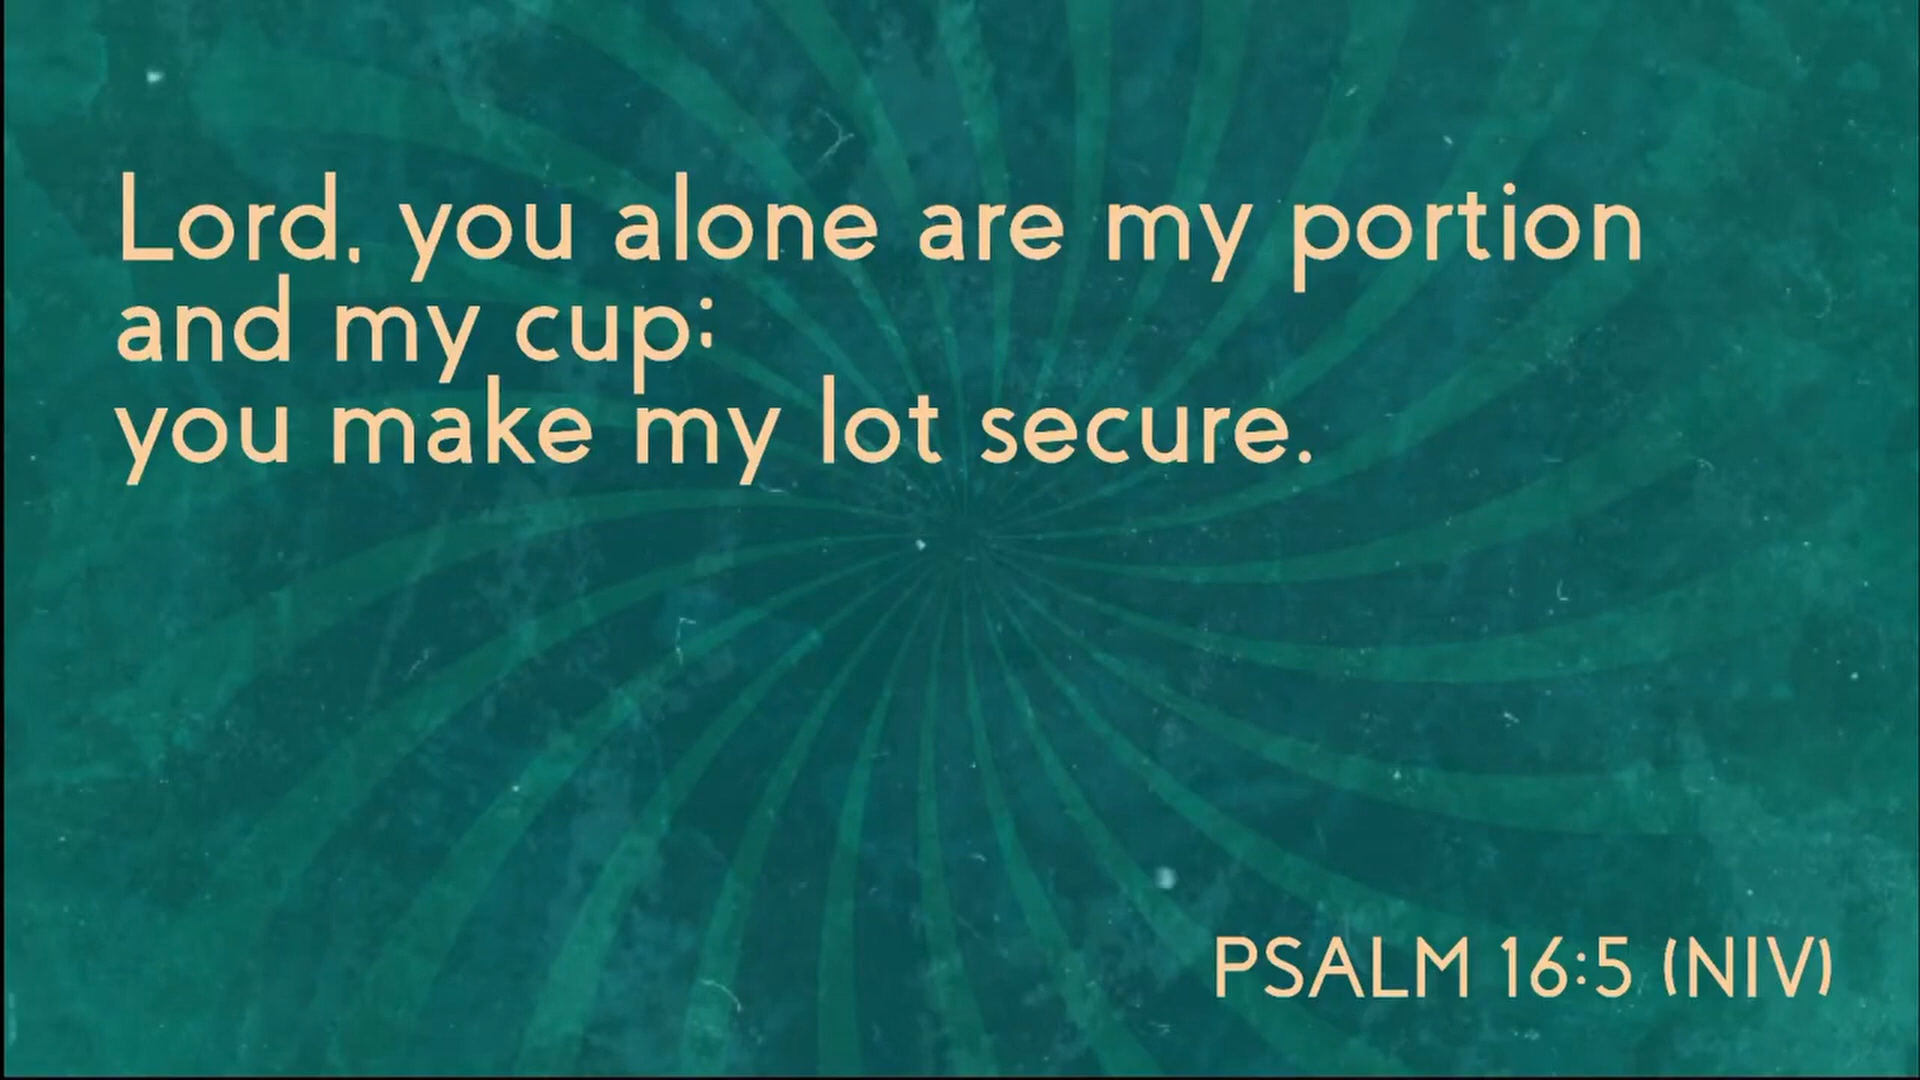 Lord, you alone are my portion
and my cup;
you make my lot secure.
PSALM 16:5 (NIV)